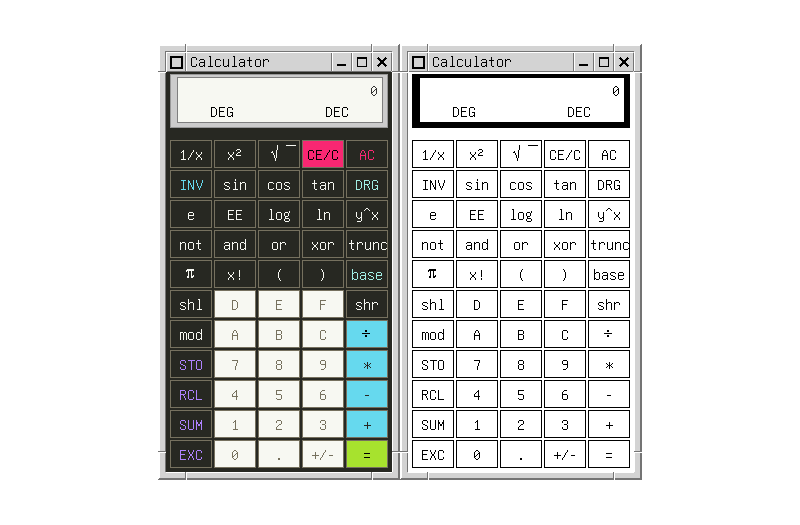 Calculator
0
DEG DEC
1/x x² √‾ CE/C AC
INV sin cos tan DRG
e EE log ln y^x
not and or xor trunc
π x! ( ) base
shl D E F shr
mod A B C ÷
STO 7 8 9 *
RCL 4 5 6 -
SUM 1 2 3 +
EXC 0 . +/- =
Calculator
0
DEG DEC
1/x x² √‾ CE/C AC
INV sin cos tan DRG
e EE log ln y^x
not and or xor trunc
π x! ( ) base
shl D E F shr
mod A B C ÷
STO 7 8 9 *
RCL 4 5 6 -
SUM 1 2 3 +
EXC 0 . +/- =